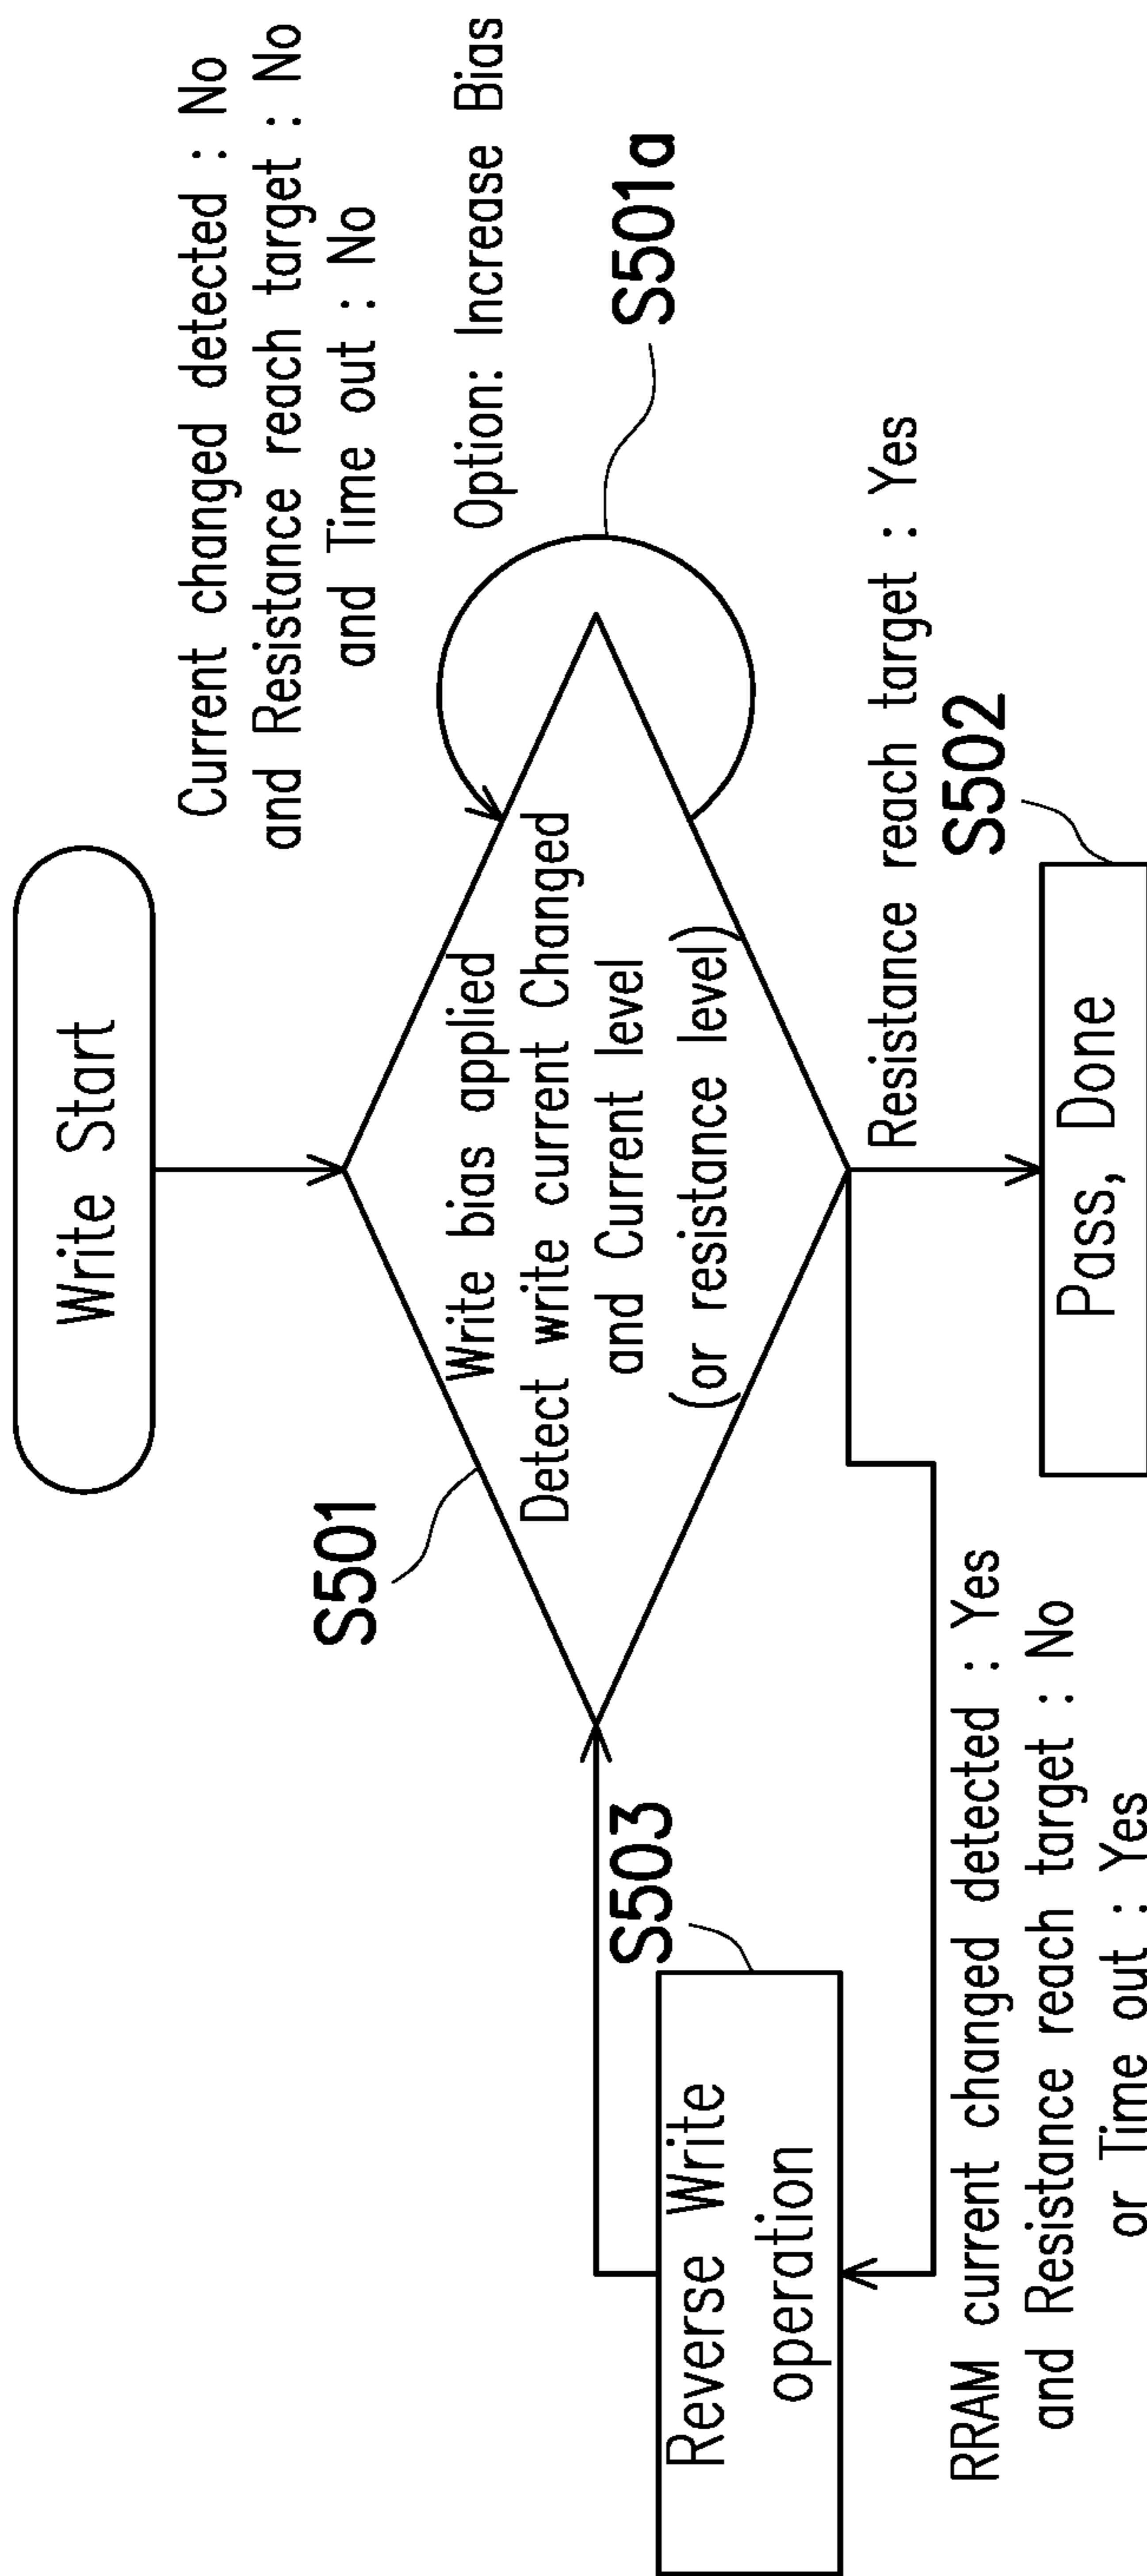 Write Start
Current changed detected : No
and Resistance reach target : No
and Time out : No
Option: Increase Bias
S501a
S501
Write bias applied
Detect write current Changed
and Current level
(or resistance level)
Resistance reach target : Yes
S502
Pass, Done
S503
Reverse Write
operation
RRAM current changed detected : Yes
and Resistance reach target : No
or Time out : Yes